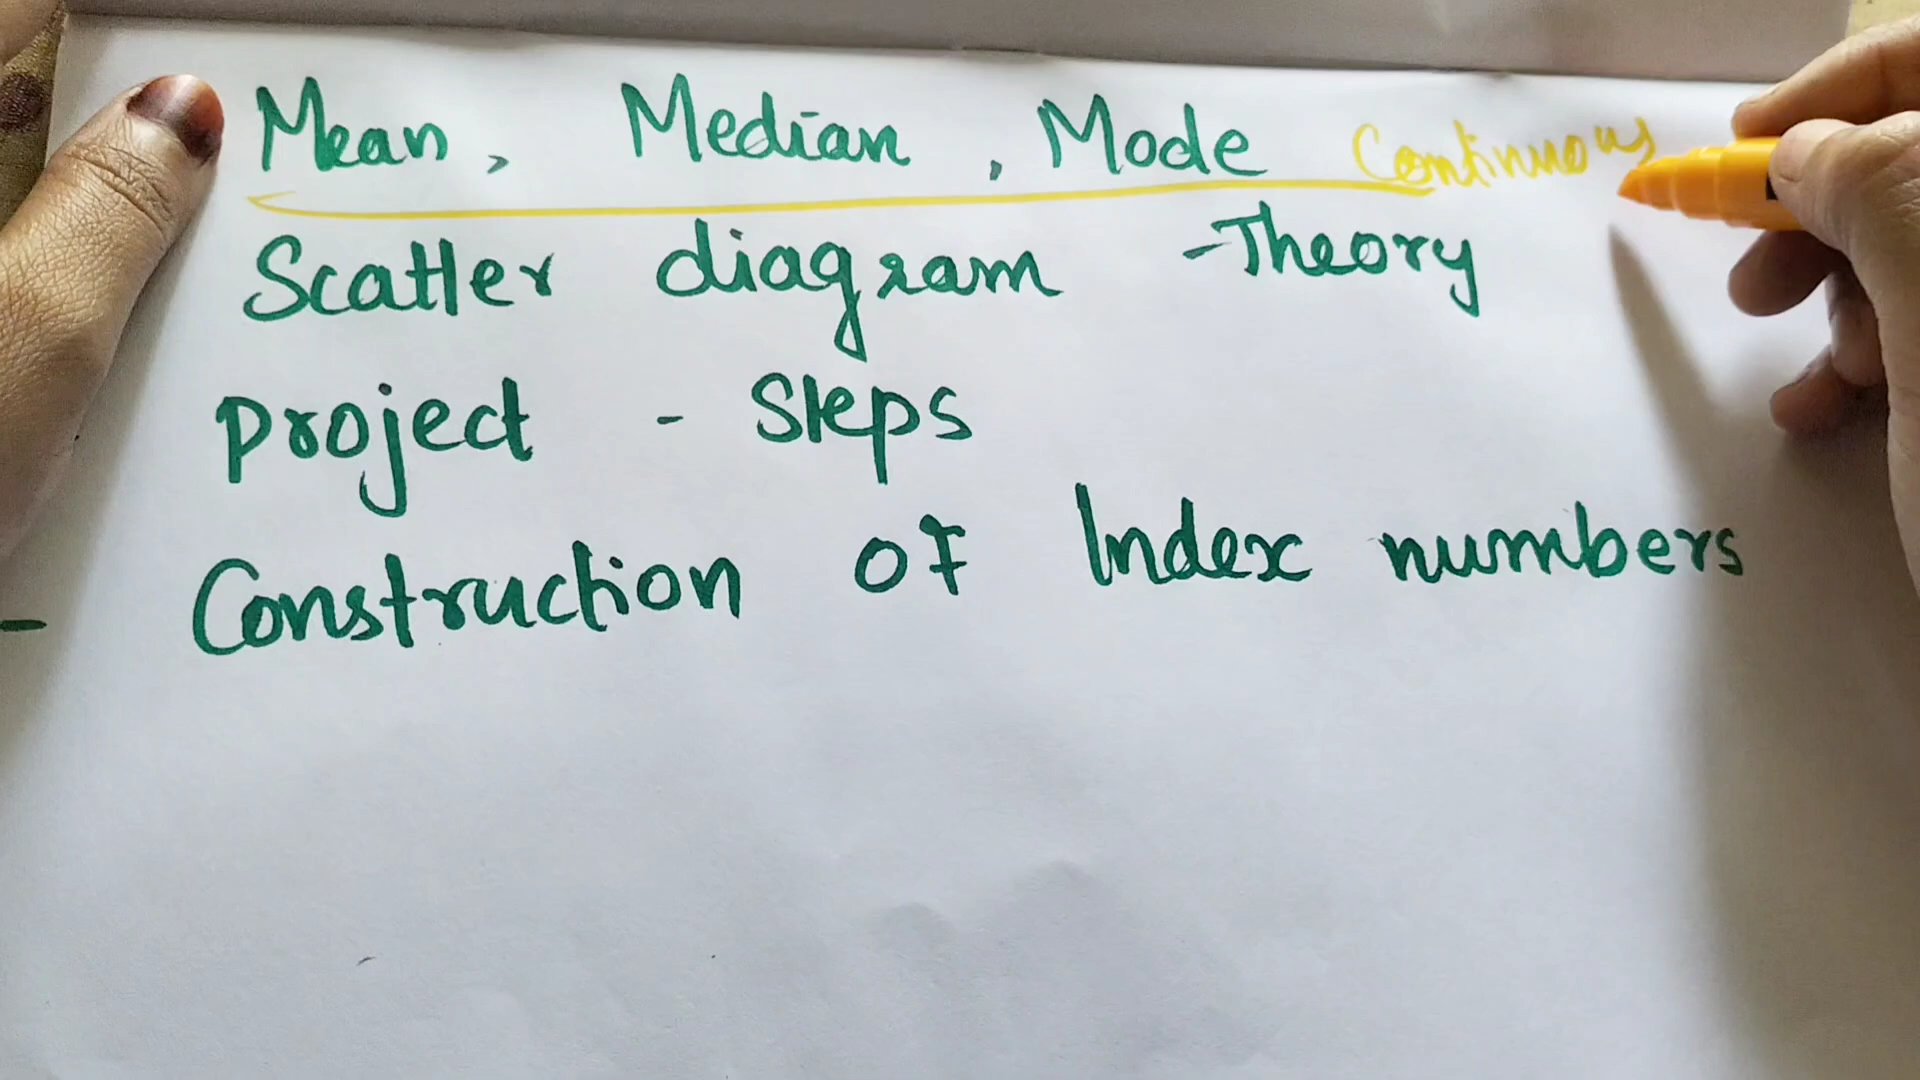 Mean, Median, Mode Continuous
Scatter diagram - Theory
Project - Steps
- Construction of Index numbers